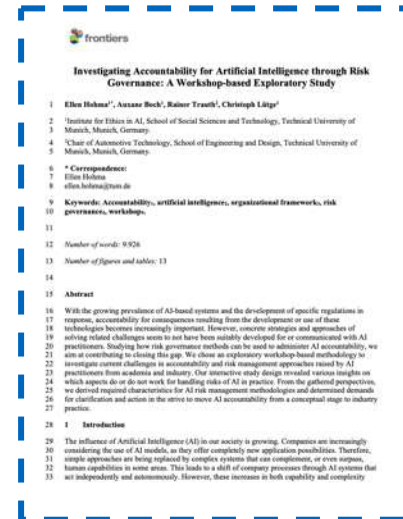 frontiers
Investigating Accountability for Artificial Intelligence through Risk
Governance: A Workshop-based Exploratory Study
1 Ellen Hohma1*, Auxane Boch1, Rainer Trauth2, Christoph Lütge1
2 1Institute for Ethics in AI, School of Social Sciences and Technology, Technical University of
3 Munich, Munich, Germany.
4 2Chair of Automotive Technology, School of Engineering and Design, Technical University of
5 Munich, Munich, Germany.
6 * Correspondence:
7 Ellen Hohma
8 ellen.hohma@tum.de
9 Keywords: Accountability1, artificial intelligence2, organizational frameworks3, risk
10 governance4, workshops5.
11
12 Number of words: 9.926
13 Number of figures and tables: 13
14
15 Abstract
16 With the growing prevalence of AI-based systems and the development of specific regulations in
17 response, accountability for consequences resulting from the development or use of these
18 technologies becomes increasingly important. However, concrete strategies and approaches of
19 solving related challenges seem to not have been suitably developed for or communicated with AI
20 practitioners. Studying how risk governance methods can be used to administer AI accountability, we
21 aim at contributing to closing this gap. We chose an exploratory workshop-based methodology to
22 investigate current challenges in accountability and risk management approaches raised by AI
23 practitioners from academia and industry. Our interactive study design revealed various insights on
24 which aspects do or do not work for handling risks of AI in practice. From the gathered perspectives,
25 we derived required characteristics for AI risk management methodologies and determined demands
26 for clarification and action in the strive to move AI accountability from a conceptual stage to industry
27 practice.
28 1 Introduction
29 The influence of Artificial Intelligence (AI) in our society is growing. Companies are increasingly
30 considering the use of AI models, as they offer completely new application possibilities. Therefore,
31 simple approaches are being replaced by complex systems that can complement, or even surpass,
32 human capabilities in some areas. This leads to a shift of company processes through AI systems that
33 act independently and autonomously. However, these increases in both capability and complexity